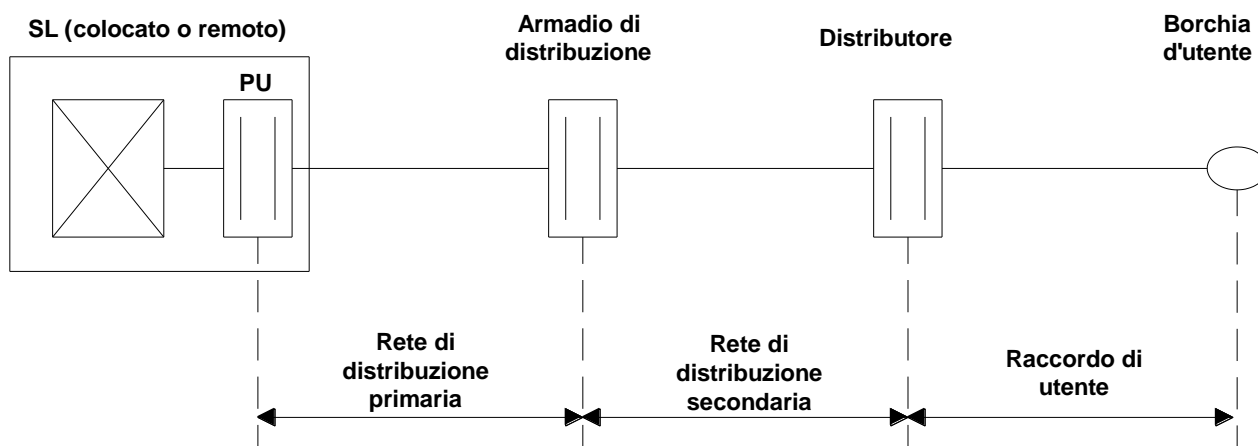 SL (colocato o remoto)
PU
Armadio di
distribuzione
Distributore
Borchia
d'utente
Rete di
distribuzione
primaria
Rete di
distribuzione
secondaria
Raccordo di
utente